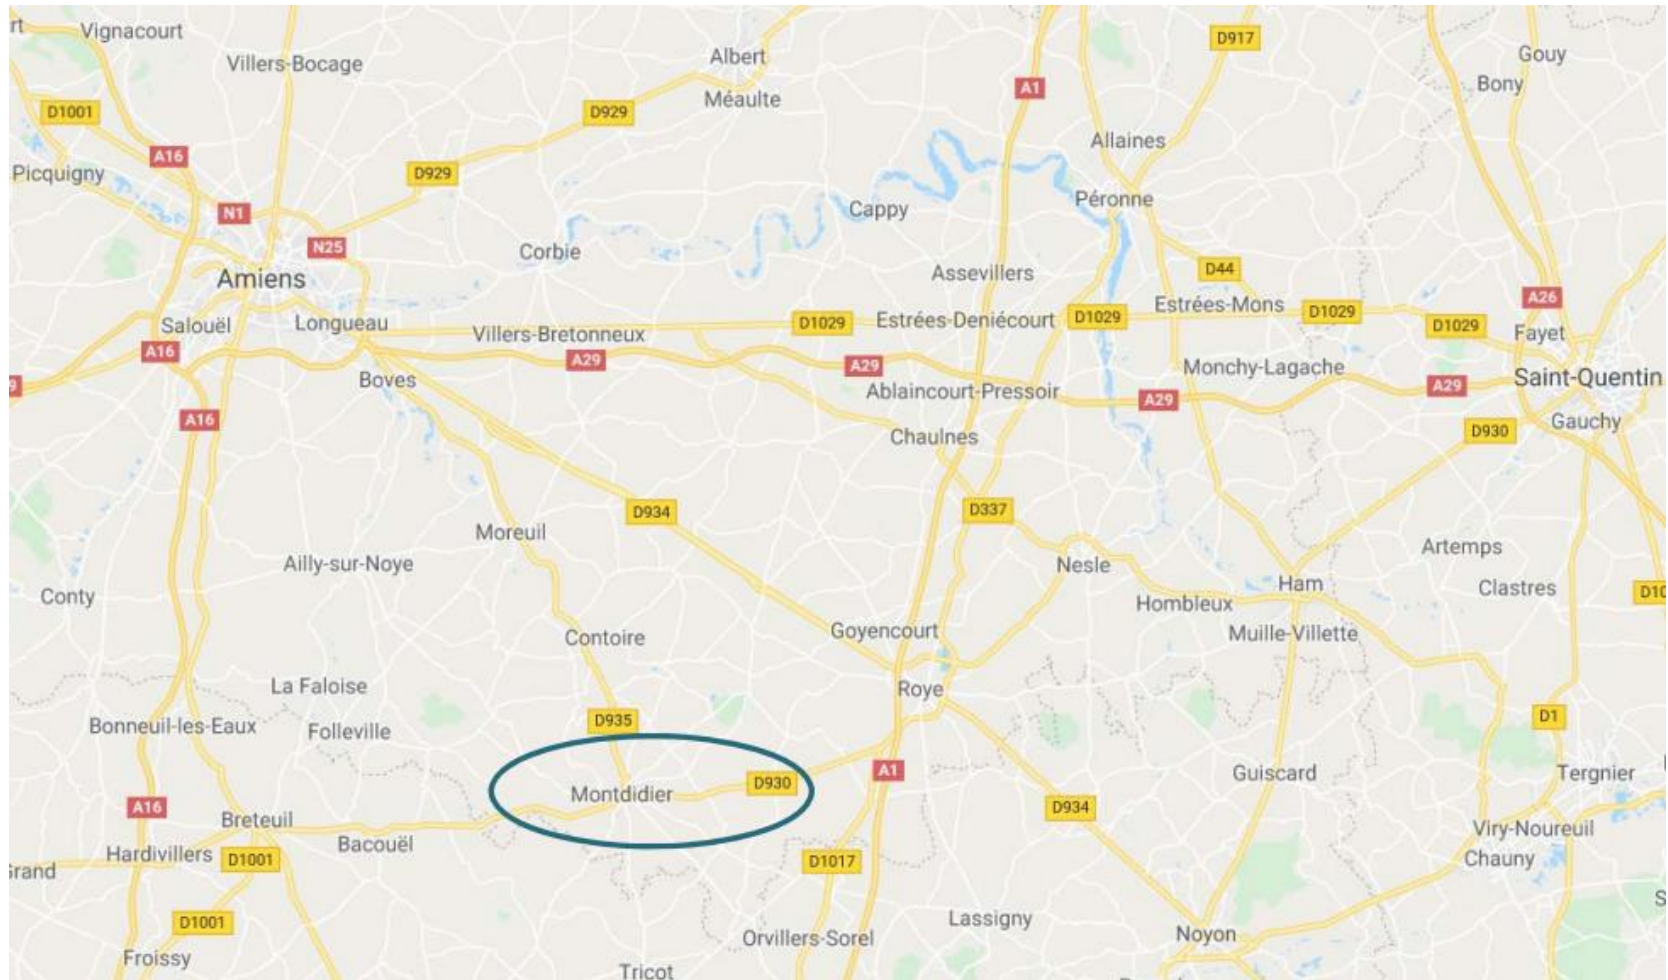 rt
Vignacourt
Villers-Bocage
Albert
Méaulte
D917
Gouy
Bony
A1
D1001
D929
Allaines
A16
D929
Picquigny
Péronne
Cappy
N1
N25
Corbie
Amiens
Assevillers
D44
A26
Estrées-Mons
D1029
Salouël
Longueau
Villers-Bretonneux
D1029
Estrées-Deniécourt
D1029
D1029
Fayet
A16
A29
A29
Monchy-Lagache
9
Boves
Ablaincourt-Pressoir
A29
A29
Saint-Quentin
A16
Chaulnes
D930
Gauchy
D934
D337
Moreuil
Artemps
Ailly-sur-Noye
Nesle
Ham
Clastres
D10
Conty
Hombleux
Contoire
Goyencourt
Muille-Villette
La Faloise
Roye
Bonneuil-les-Eaux
Folleville
D935
D1
A1
Guiscard
Tergnier
Montdidier
D930
A16
D934
Breteuil
Bacouël
Viry-Noureuil
Hardivillers
D1001
D1017
Chauny
Grand
D1001
Lassigny
S
Orvillers-Sorel
Noyon
Froissy
Tricot